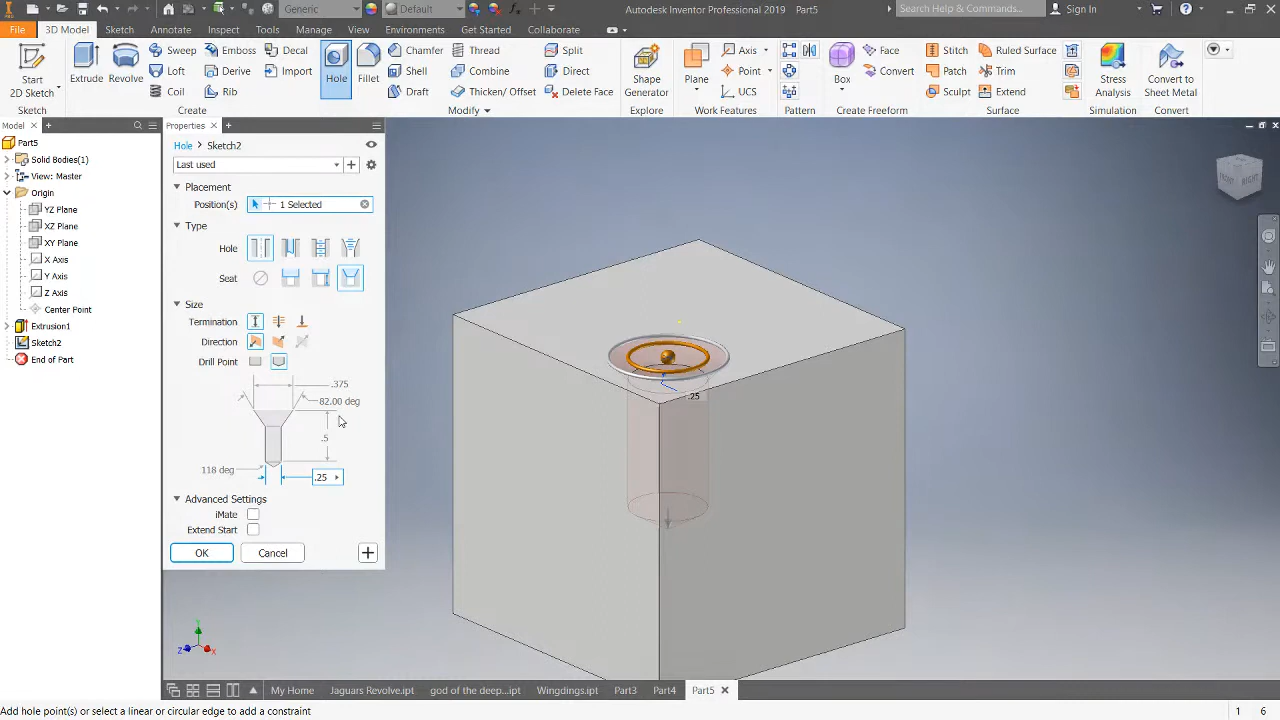 Generic
Default
Autodesk Inventor Professional 2019 Part5
Search Help & Commands...
Sign In
File
3D Model
Sketch
Annotate
Inspect
Tools
Manage
View
Environments
Get Started
Collaborate
Start
2D Sketch
Extrude
Revolve
Sweep
Loft
Coil
Emboss
Derive
Rib
Decal
Import
Hole
Fillet
Chamfer
Shell
Draft
Thread
Combine
Thicken/ Offset
Split
Direct
Delete Face
Shape
Generator
Plane
Axis
Point
UCS
Box
Face
Convert
Stitch
Patch
Sculpt
Ruled Surface
Trim
Extend
Stress
Analysis
Convert to
Sheet Metal
Sketch
Create
Modify
Explore
Work Features
Pattern
Create Freeform
Surface
Simulation
Convert
Model
Part5
Solid Bodies(1)
View: Master
Origin
YZ Plane
XZ Plane
XY Plane
X Axis
Y Axis
Z Axis
Center Point
Extrusion1
Sketch2
End of Part
Properties
Hole > Sketch2
Last used
Placement
Position(s)
1 Selected
Type
Hole
Seat
Size
Termination
Direction
Drill Point
.375
82.00 deg
.5
118 deg
.25
Advanced Settings
iMate
Extend Start
OK
Cancel
.25
FRONT
RIGHT
Y
Z
X
My Home
Jaguars Revolve.ipt
god of the deep...ipt
Wingdings.ipt
Part3
Part4
Part5
Add hole point(s) or select a linear or circular edge to add a constraint
1 6